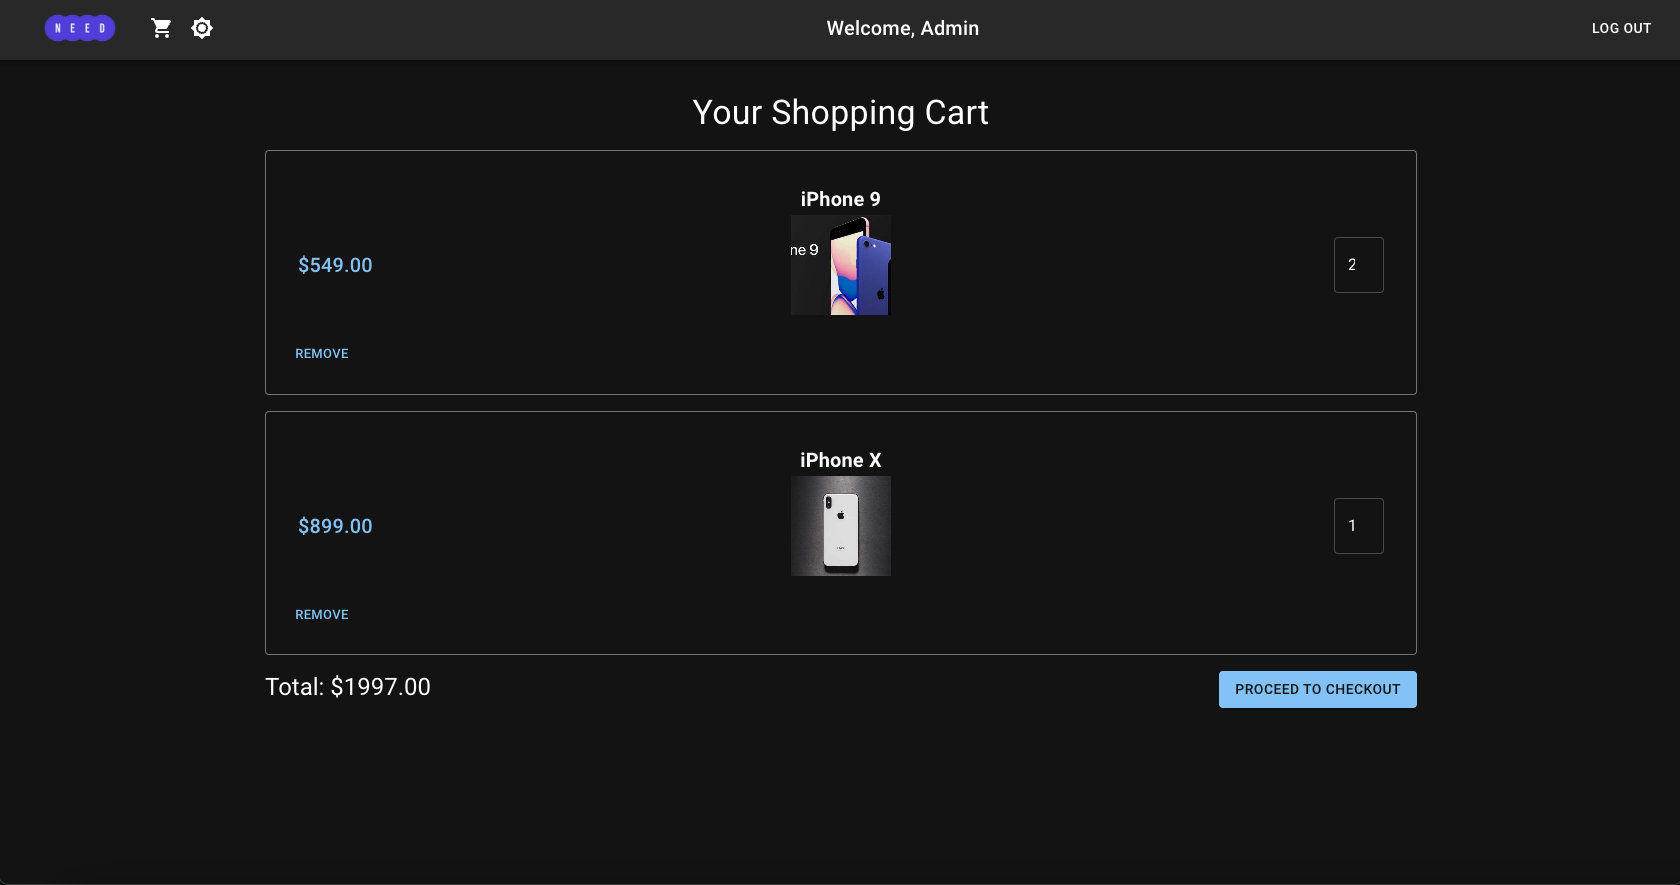 NEED
Welcome, Admin
LOG OUT
Your Shopping Cart
iPhone 9
ne 9
$549.00
2
REMOVE
iPhone X
$899.00
1
REMOVE
Total: $1997.00
PROCEED TO CHECKOUT